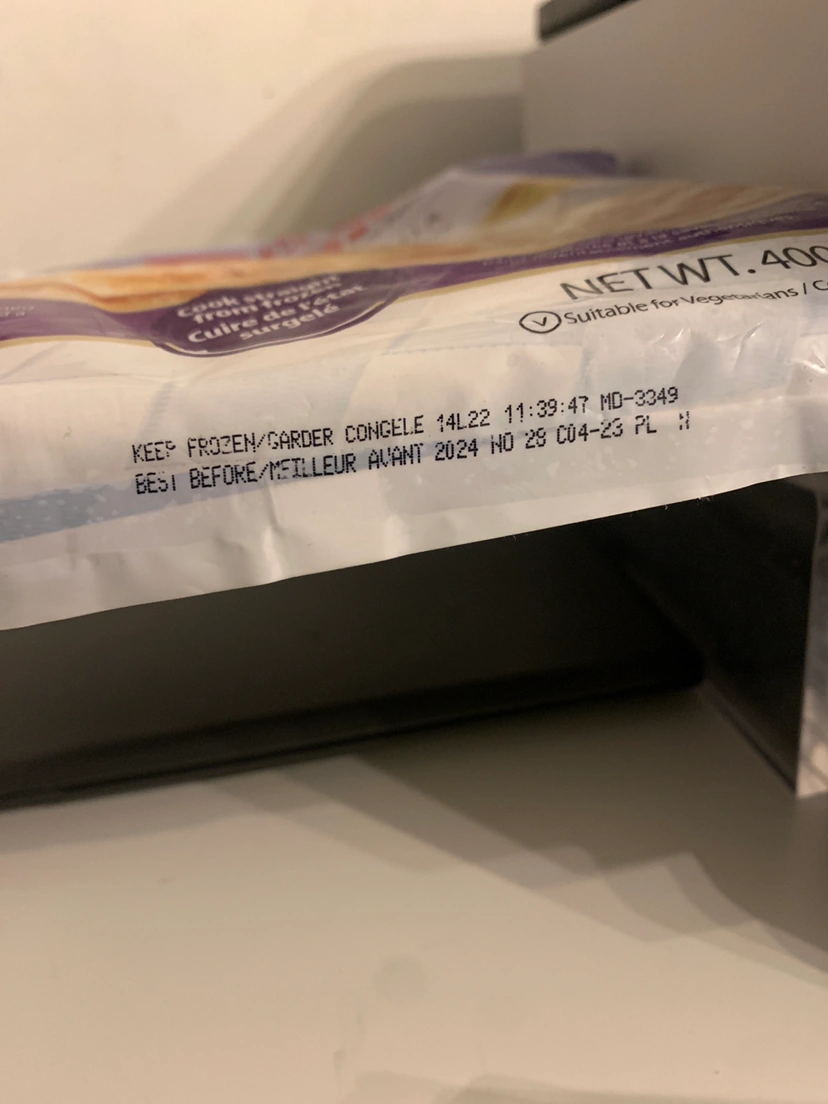 Cook straight
from frozen
Cuire de l'état
surgelé
NET WT. 400
V Suitable for Vegetarians /
KEEP FROZEN/GARDER CONGELE 14L22 11:39:47 MD-3349
BEST BEFORE/MEILLEUR AVANT 2024 NO 28 C04-23 PL N